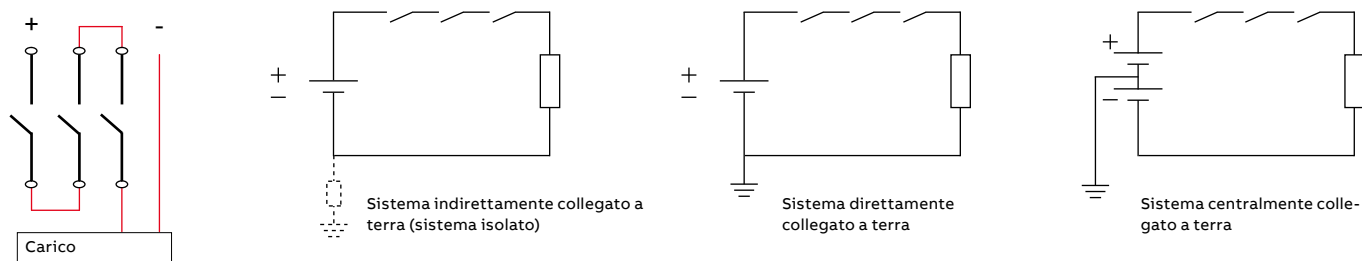 + -
Carico
+
–
Sistema indirettamente collegato a
terra (sistema isolato)
+
–
Sistema direttamente
collegato a terra
+
–
Sistema centralmente colle-
gato a terra